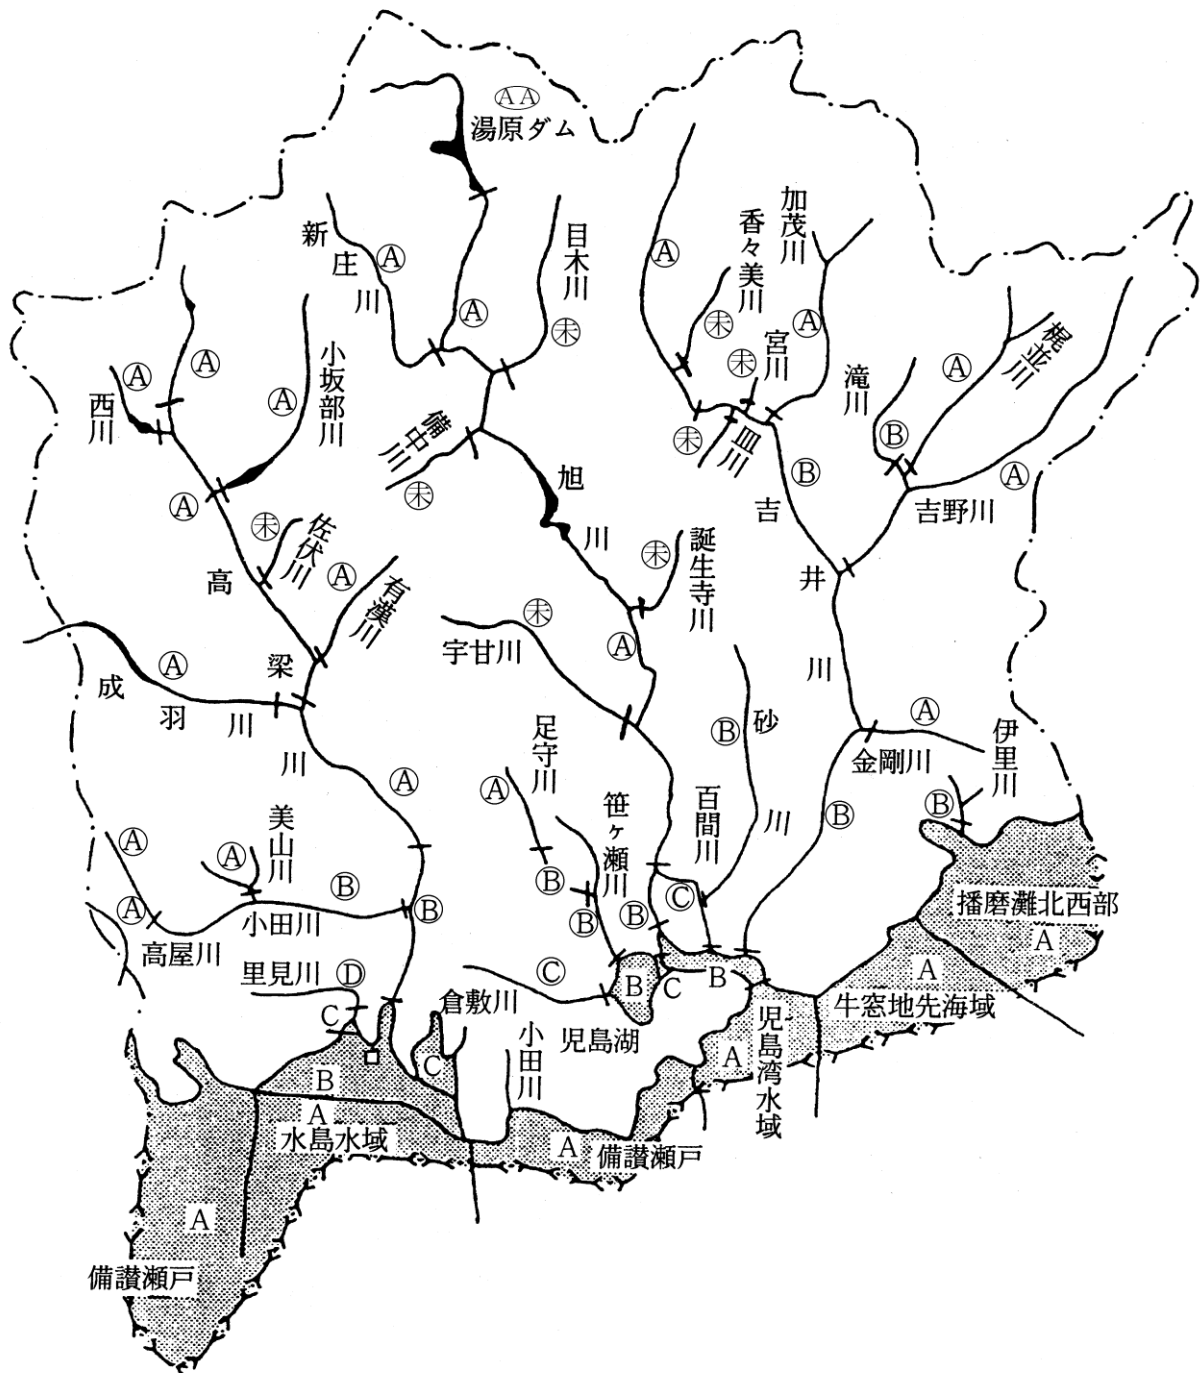 AA
湯原ダム
新庄川
A
A
目木川
未
A
香々美川
未
加茂川
A
未
宮川
未
皿川
滝川
B
A
梶並川
A
吉野川
A
西川
A
A
小坂部川
A
備中川
未
旭川
B
吉井川
未
佐伏川
A
有漢川
未
誕生寺川
未
宇甘川
A
高梁川
A
成羽川
B
砂川
A
金剛川
伊里川
B
B
A
足守川
A
B
笹ヶ瀬川
B
百間川
B
C
A
美山川
A
B
小田川
B
A
高屋川
里見川
D
C
倉敷川
C
B
児島湖
C
B
播磨灘北西部
A
A
牛窓地先海域
A
児島湾水域
小田川
C
B
A
水島水域
A
備讃瀬戸
A
備讃瀬戸